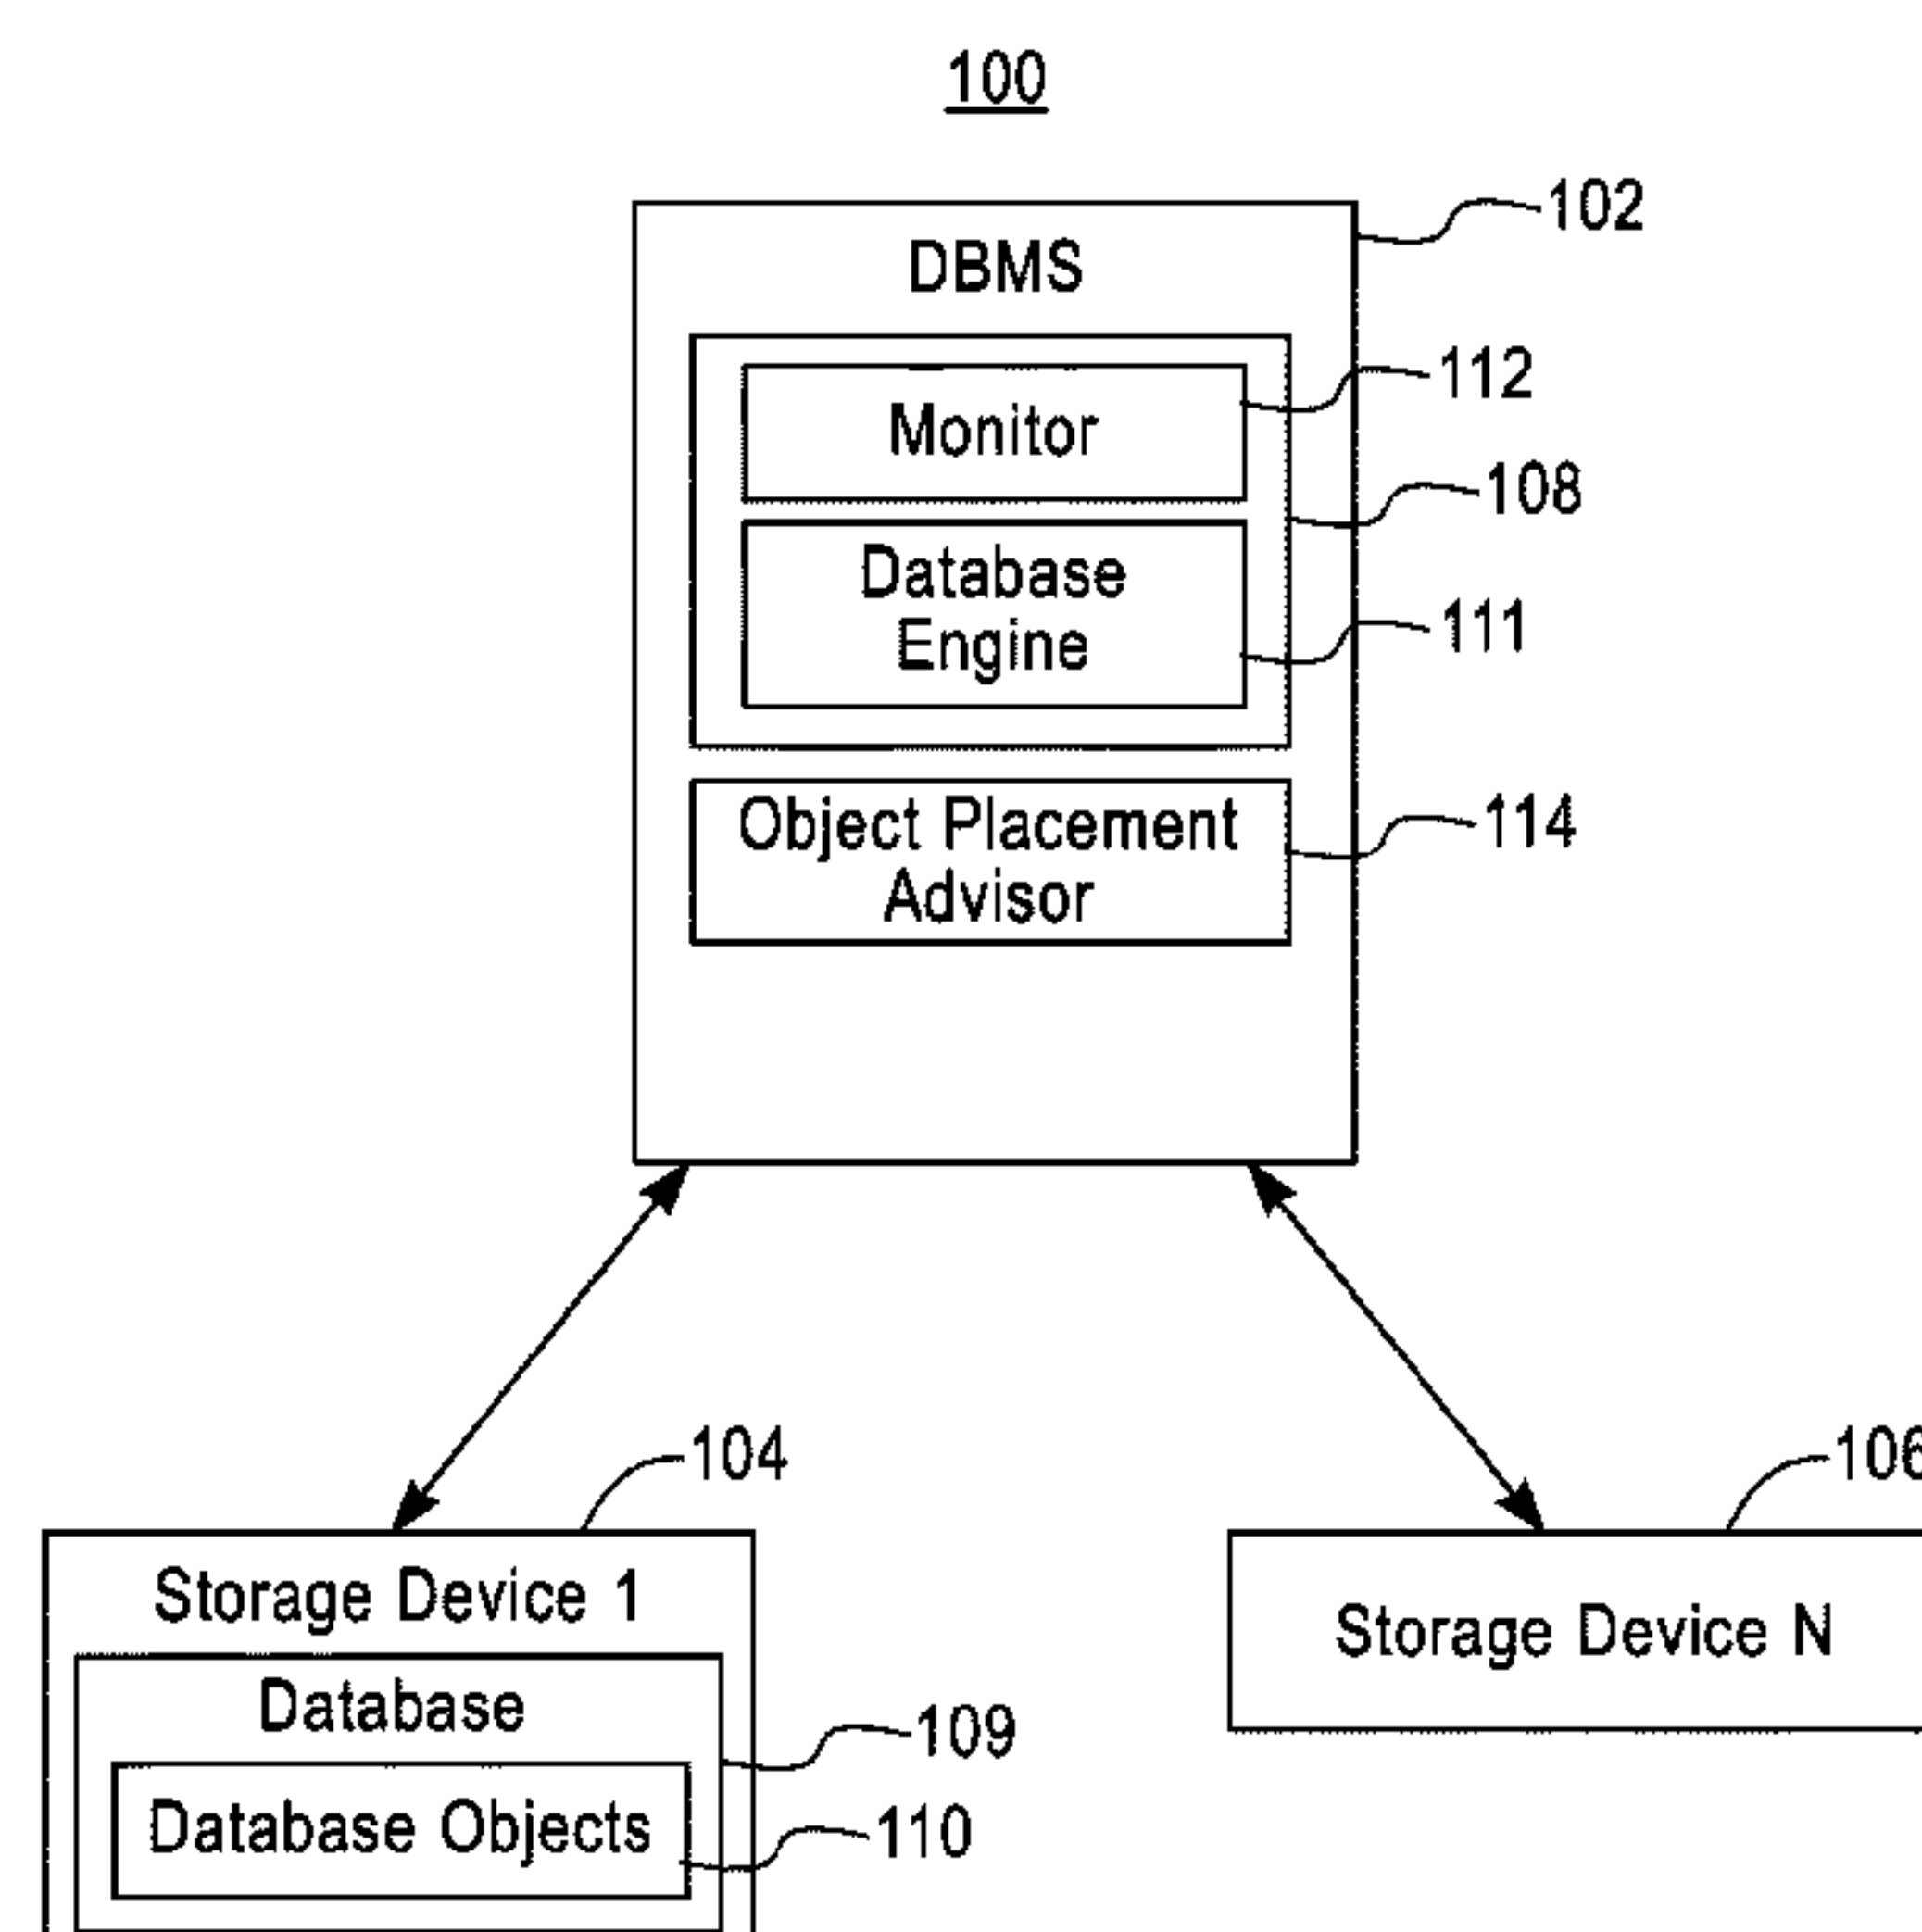 100
102
DBMS
112
Monitor
108
Database
Engine
111
Object Placement
Advisor
114
104
106
Storage Device 1
Storage Device N
Database
109
Database Objects
110